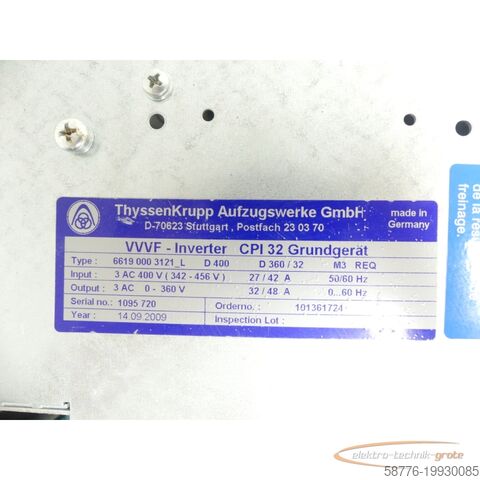 ThyssenKrupp Aufzugswerke GmbH
D-70623 Stuttgart , Postfach 23 03 70
made in
Germany
VVVF - Inverter CPI 32 Grundgerät
Type : 6619 000 3121_L D 400 D 360 / 32 M3 REQ
Input : 3 AC 400 V ( 342 - 456 V ) 27 / 42 A 50/60 Hz
Output : 3 AC 0 - 360 V 32 / 48 A 0...60 Hz
Serial no.: 1095 720 Orderno.: 101361724
Year : 14.09.2009 Inspection Lot :
de la
freinage.
elektro-technik-grote
58776-19930085